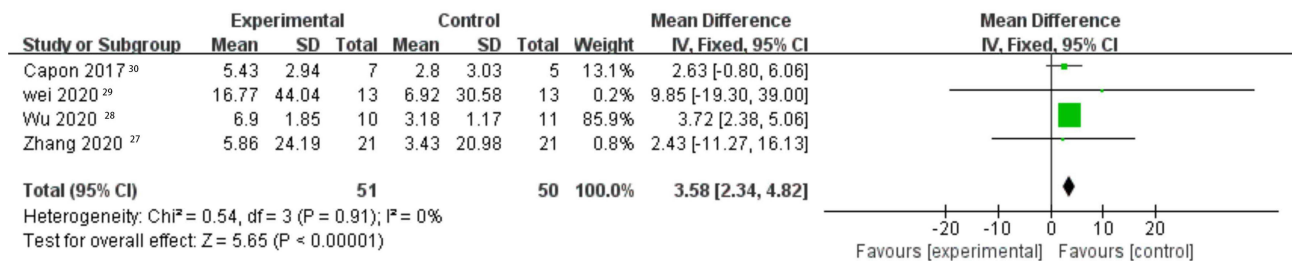 Experimental Control Mean Difference Mean Difference
Study or Subgroup Mean SD Total Mean SD Total Weight IV, Fixed, 95% CI IV, Fixed, 95% CI
Capon 2017 ³⁰ 5.43 2.94 7 2.8 3.03 5 13.1% 2.63 [-0.80, 6.06]
wei 2020 ²⁹ 16.77 44.04 13 6.92 30.58 13 0.2% 9.85 [-19.30, 39.00]
Wu 2020 ²⁸ 6.9 1.85 10 3.18 1.17 11 85.9% 3.72 [2.38, 5.06]
Zhang 2020 ²⁷ 5.86 24.19 21 3.43 20.98 21 0.8% 2.43 [-11.27, 16.13]
Total (95% CI) 51 50 100.0% 3.58 [2.34, 4.82]
Heterogeneity: Chi² = 0.54, df = 3 (P = 0.91); I² = 0%
Test for overall effect: Z = 5.65 (P < 0.00001)
-20 -10 0 10 20
Favours [experimental] Favours [control]